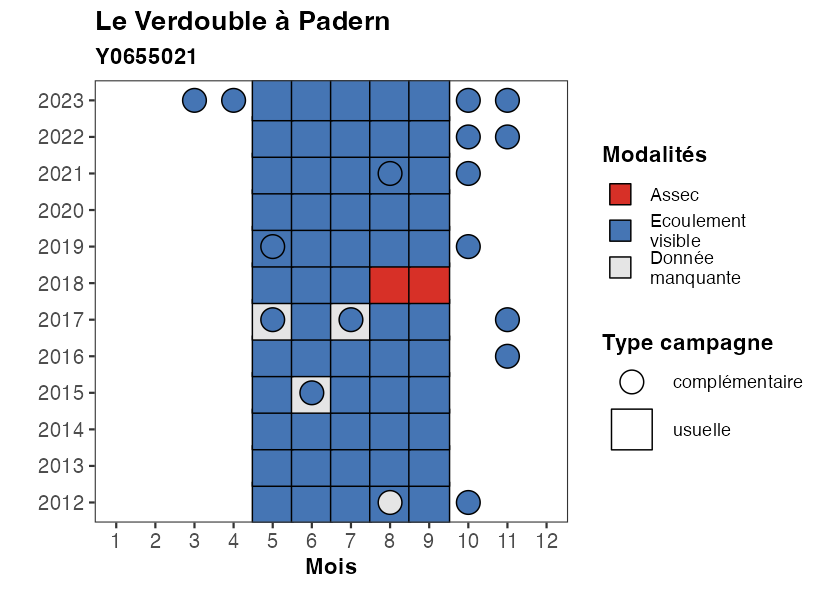 Le Verdouble à Padern
Y0655021
2023
2022
2021
2020
2019
2018
2017
2016
2015
2014
2013
2012
1 2 3 4 5 6 7 8 9 10 11 12
Mois
Modalités
Assec
Ecoulement
visible
Donnée
manquante
Type campagne
complémentaire
usuelle